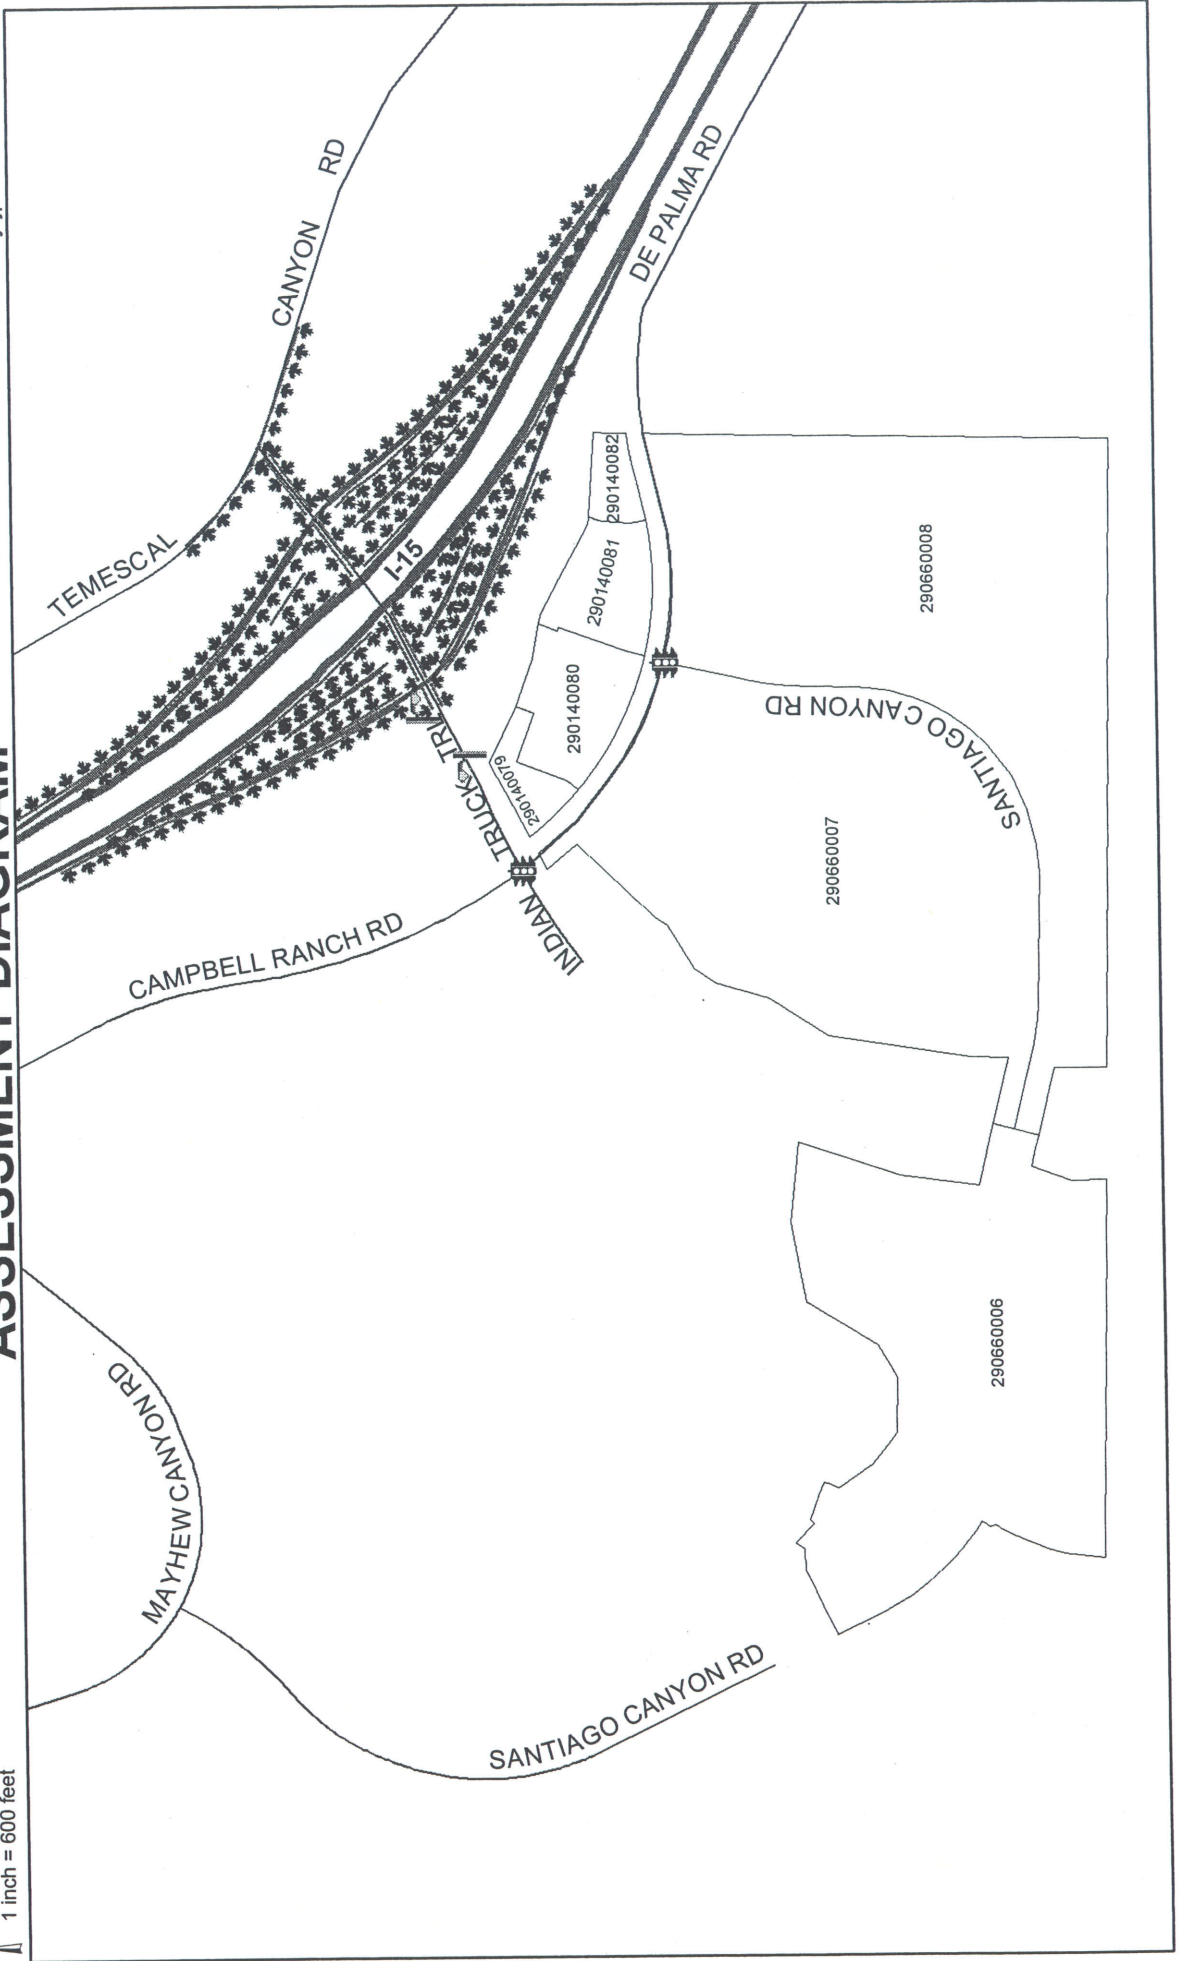 ASSESSMENT DIAGRAM
1 inch = 600 feet
TEMESCAL CANYON RD
I-15
DE PALMA RD
CAMPBELL RANCH RD
INDIAN TRUCK TRL
MAYHEW CANYON RD
SANTIAGO CANYON RD
SANTIAGO CANYON RD
290140079
290140080
290140081
290140082
290660007
290660008
290660006